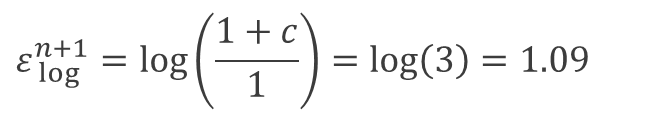 ε_log^{n+1} = log((1 + c)/1) = log(3) = 1.09